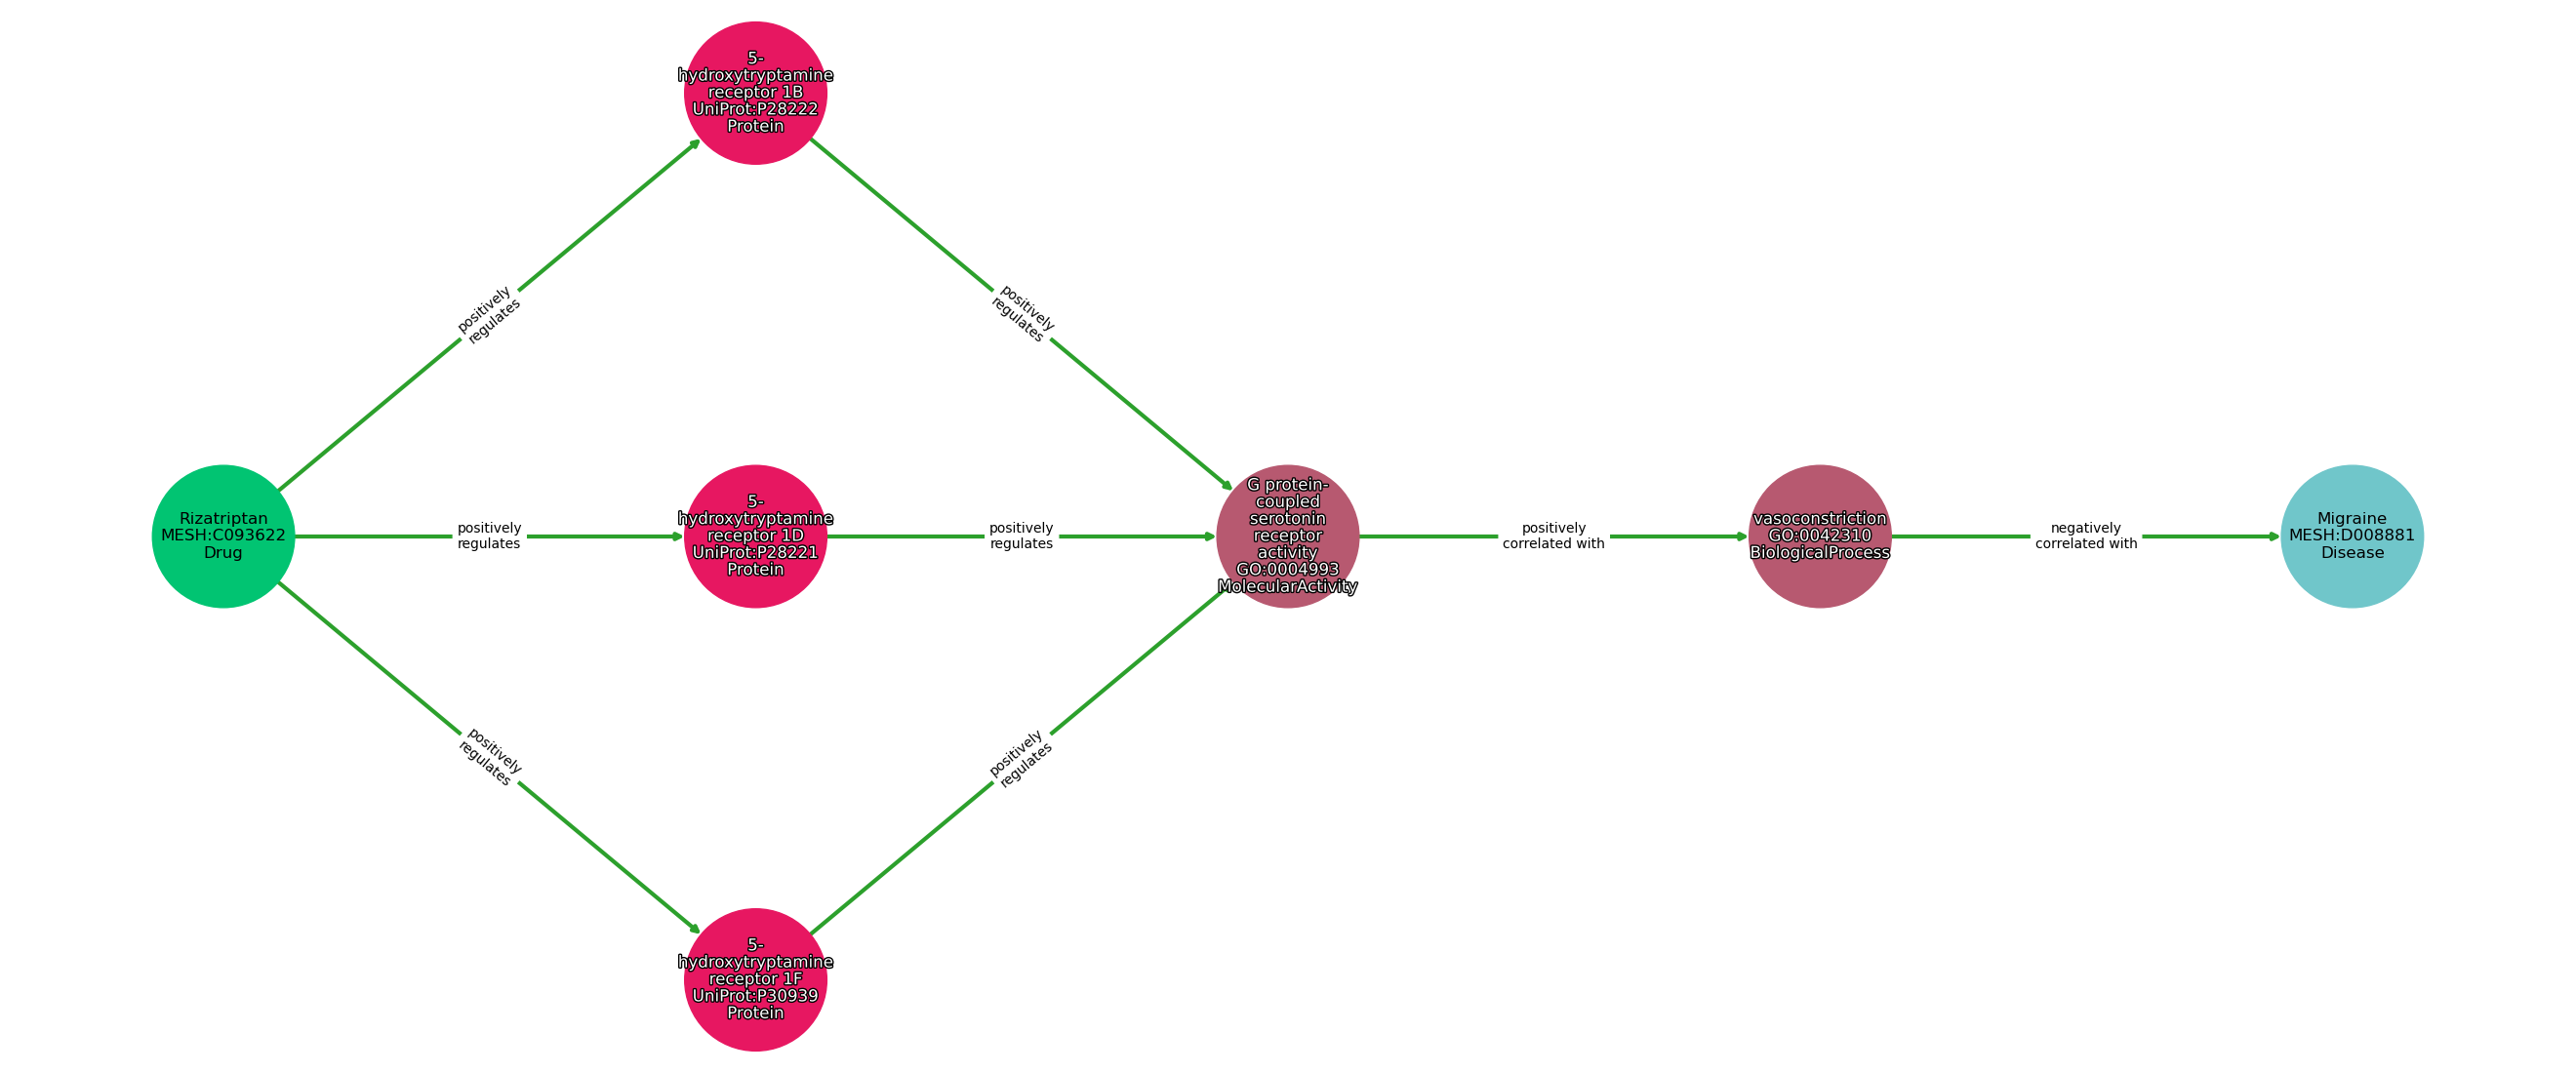 5-
hydroxytryptamine
receptor 1B
UniProt:P28222
Protein
positively
regulates
positively
regulates
Rizatriptan
MESH:C093622
Drug
positively
regulates
5-
hydroxytryptamine
receptor 1D
UniProt:P28221
Protein
positively
regulates
G protein-
coupled
serotonin
receptor
activity
GO:0004993
MolecularActivity
positively
correlated with
vasoconstriction
GO:0042310
BiologicalProcess
negatively
correlated with
Migraine
MESH:D008881
Disease
positively
regulates
positively
regulates
5-
hydroxytryptamine
receptor 1F
UniProt:P30939
Protein